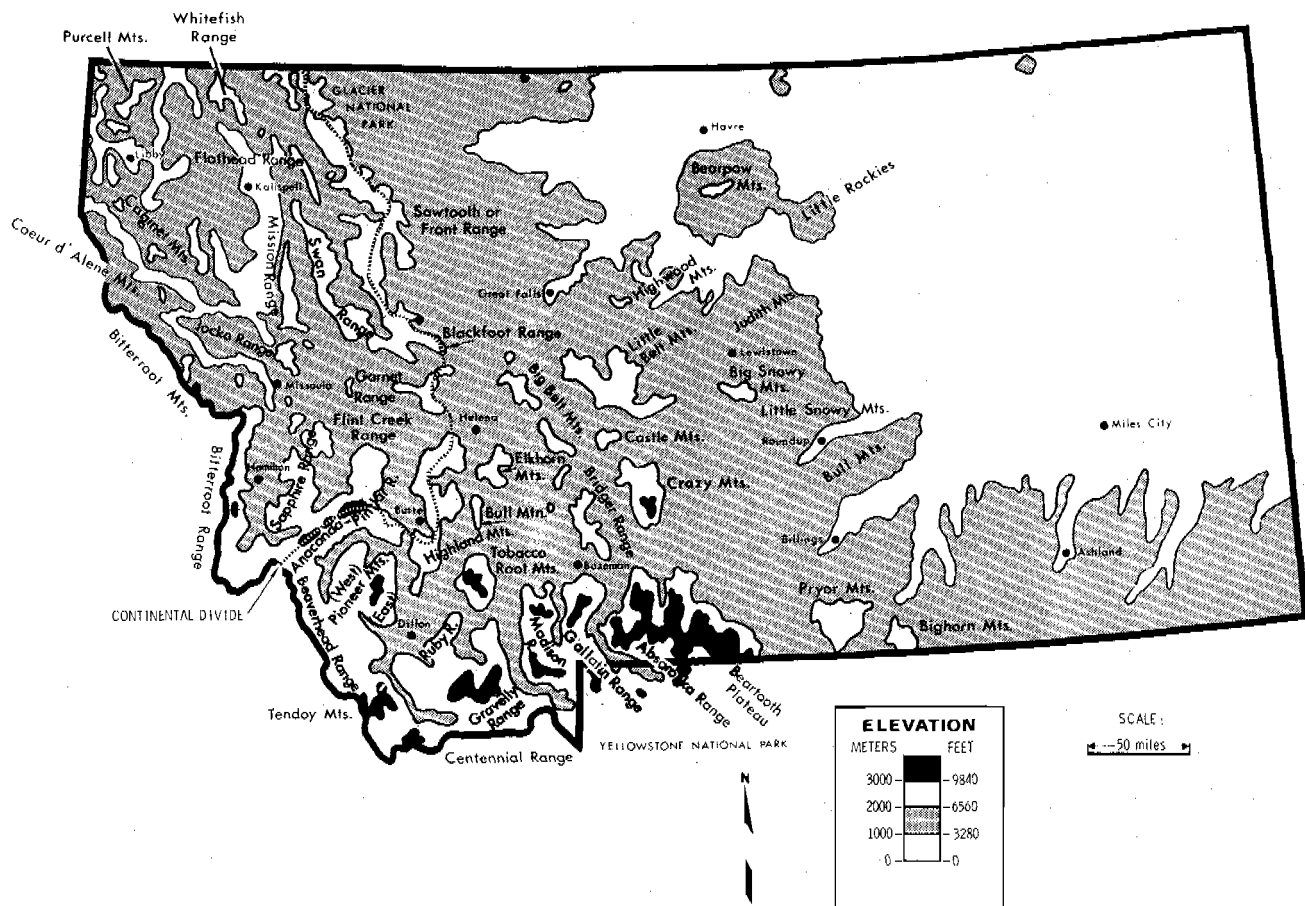 Whitefish
Range
Purcell Mts.
GLACIER
NATIONAL
PARK
Havre
Libby
Flathead Range
Kalispell
Bearpaw
Mts.
Little Rockies
Cabinet Mts.
Coeur d'Alene Mts.
Mission Range
Swan
Range
Sawtooth or
Front Range
Great Falls
Highwood
Mts.
Judith Mts.
Bitterroot Mts.
Jocko Range
Blackfoot Range
Little
Belt Mts.
Lewistown
Big Snowy
Mts.
Missoula
Garnet
Range
Big Belt Mts.
Little Snowy Mts.
Flint Creek
Range
Helena
Castle Mts.
Roundup
Bull Mts.
Miles City
Bitterroot Range
Hamilton
Sapphire Range
Elkhorn
Mts.
Crazy Mts.
Bridger Range
Anaconda-Pintlar R.
Butte
Bull Mtn.
Highland Mts.
Billings
Ashland
Tobacco
Root Mts.
Bozeman
(West)
Pioneer Mts.
(East)
Pryor Mts.
CONTINENTAL DIVIDE
Beaverhead Range
Dillon
Ruby R.
Madison
Gallatin Range
Absaroka Range
Beartooth
Plateau
Bighorn Mts.
Tendoy Mts.
Gravelly
Range
Centennial Range
YELLOWSTONE NATIONAL PARK
ELEVATION
METERS FEET
3000 9840
2000 6560
1000 3280
0 0
SCALE:
50 miles
N